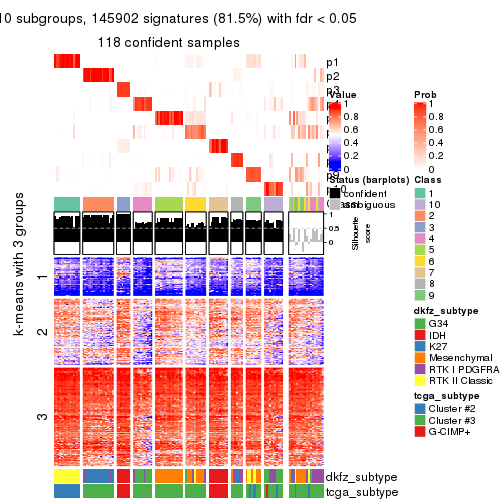 10 subgroups, 145902 signatures (81.5%) with fdr < 0.05
118 confident samples
p1
p2
p3
Value
1
0.8
0.6
0.4
0.2
0
Prob
1
0.8
0.6
0.4
0.2
0
Status (barplots)
confident
ambiguous
Class
1
10
2
3
4
5
6
7
8
9
1
0.5
0
Silhouette
score
k-means with 3 groups
1
2
3
dkfz_subtype
G34
IDH
K27
Mesenchymal
RTK I PDGFRA
RTK II Classic
tcga_subtype
Cluster #2
Cluster #3
G-CIMP+
dkfz_subtype
tcga_subtype